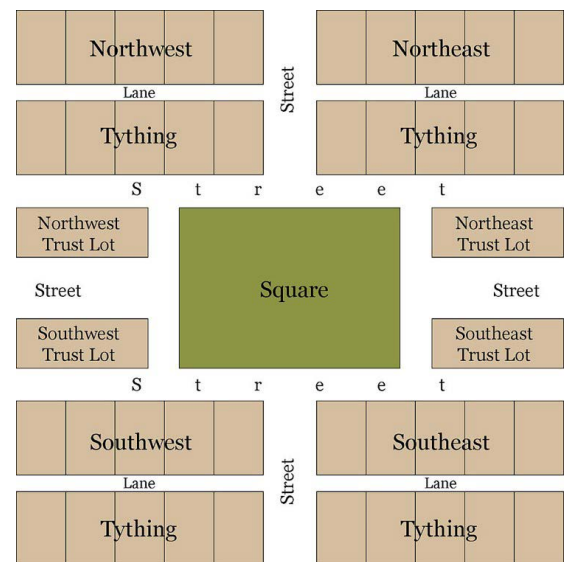 Northwest
Northeast
Lane
Street
Lane
Tything
Tything
S t r e e t
Northwest
Trust Lot
Northeast
Trust Lot
Street
Square
Street
Southwest
Trust Lot
Southeast
Trust Lot
S t r e e t
Southwest
Southeast
Lane
Street
Lane
Tything
Tything